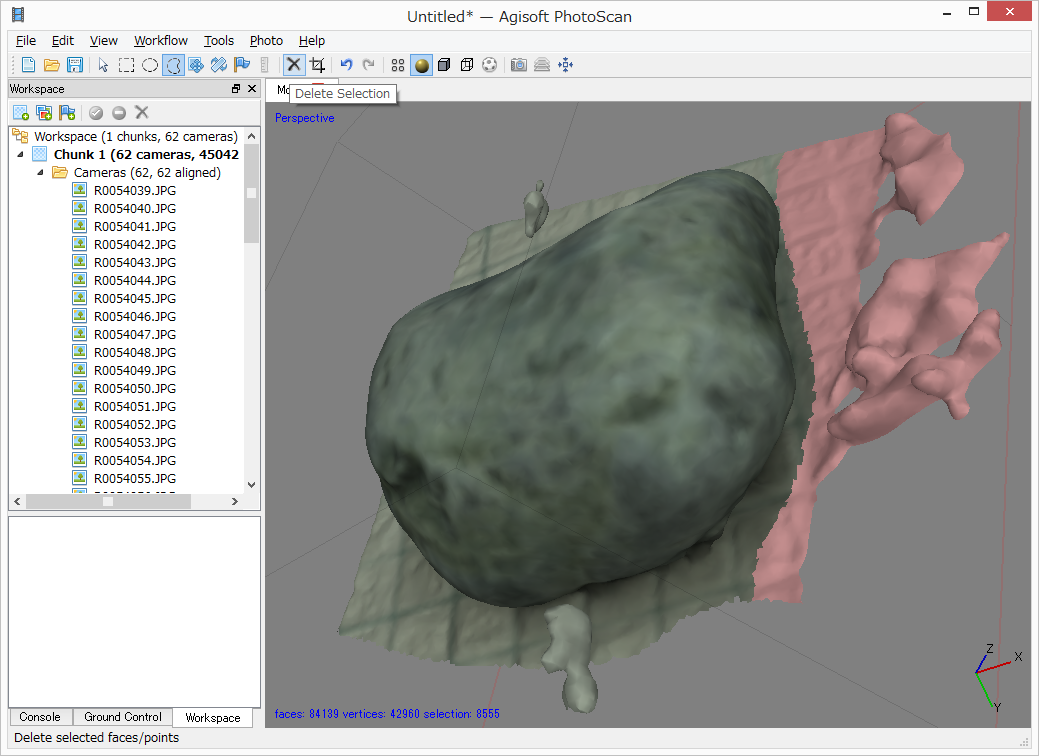 Untitled* — Agisoft PhotoScan
File Edit View Workflow Tools Photo Help
Workspace
Delete Selection
Perspective
Workspace (1 chunks, 62 cameras)
Chunk 1 (62 cameras, 45042
Cameras (62, 62 aligned)
R0054039.JPG
R0054040.JPG
R0054041.JPG
R0054042.JPG
R0054043.JPG
R0054044.JPG
R0054045.JPG
R0054046.JPG
R0054047.JPG
R0054048.JPG
R0054049.JPG
R0054050.JPG
R0054051.JPG
R0054052.JPG
R0054053.JPG
R0054054.JPG
R0054055.JPG
Z
X
Y
faces: 84139 vertices: 42960 selection: 8555
Console Ground Control Workspace
Delete selected faces/points